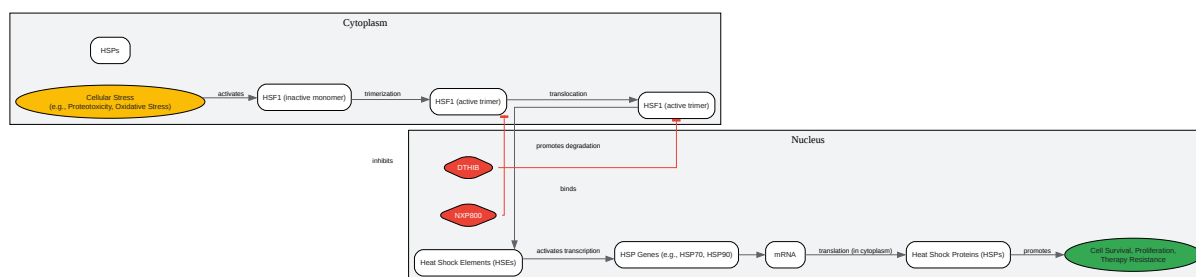 Cytoplasm
HSPs
Cellular Stress
(e.g., Proteotoxicity, Oxidative Stress)
activates
HSF1 (inactive monomer)
trimerization
HSF1 (active trimer)
translocation
HSF1 (active trimer)
Nucleus
inhibits
DTHIB
promotes degradation
binds
NXP800
Heat Shock Elements (HSEs)
activates transcription
HSP Genes (e.g., HSP70, HSP90)
mRNA
translation (in cytoplasm)
Heat Shock Proteins (HSPs)
promotes
Cell Survival, Proliferation,
Therapy Resistance